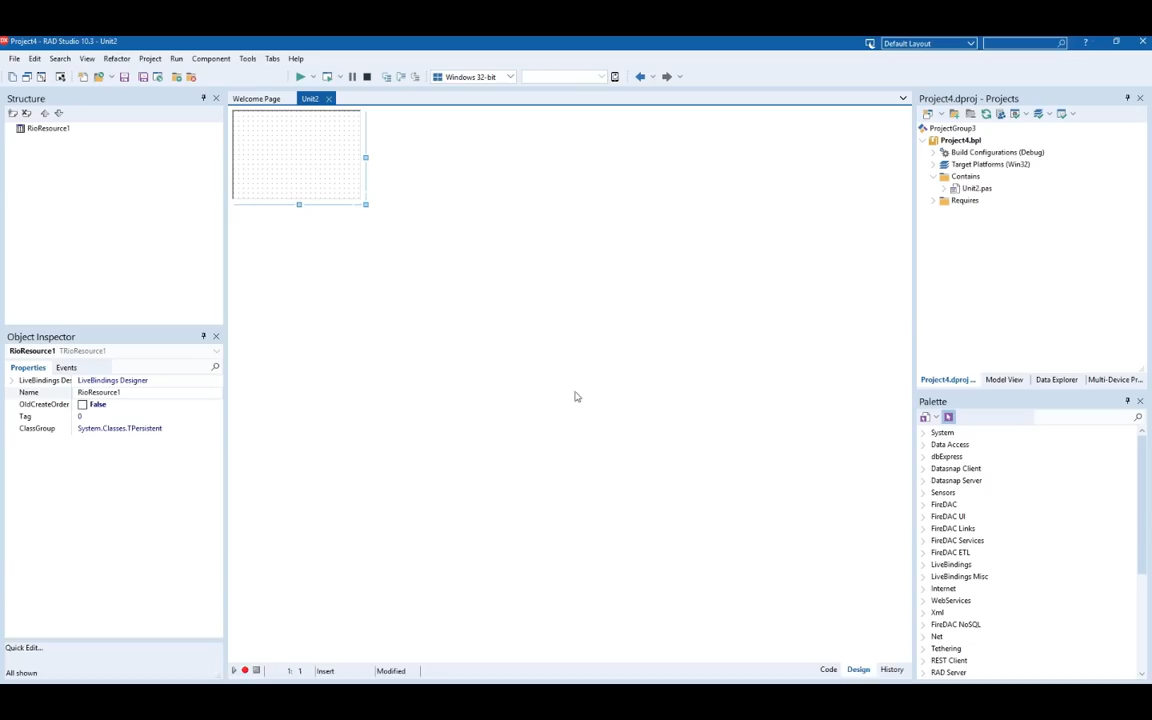 Project4 - RAD Studio 10.3 - Unit2
Default Layout
?
File Edit Search View Refactor Project Run Component Tools Tabs Help
Windows 32-bit
Structure
RioResource1
Welcome Page
Unit2
Project4.dproj - Projects
ProjectGroup3
Project4.bpl
Build Configurations (Debug)
Target Platforms (Win32)
Contains
Unit2.pas
Requires
Object Inspector
RioResource1 TRioResource1
Properties Events
LiveBindings Des LiveBindings Designer
Name RioResource1
OldCreateOrder False
Tag 0
ClassGroup System.Classes.TPersistent
Quick Edit...
All shown
1: 1 Insert Modified
Code Design History
Project4.dproj ... Model View Data Explorer Multi-Device Pr...
Palette
System
Data Access
dbExpress
Datasnap Client
Datasnap Server
Sensors
FireDAC
FireDAC UI
FireDAC Links
FireDAC Services
FireDAC ETL
LiveBindings
LiveBindings Misc
Internet
WebServices
Xml
FireDAC NoSQL
Net
Tethering
REST Client
RAD Server